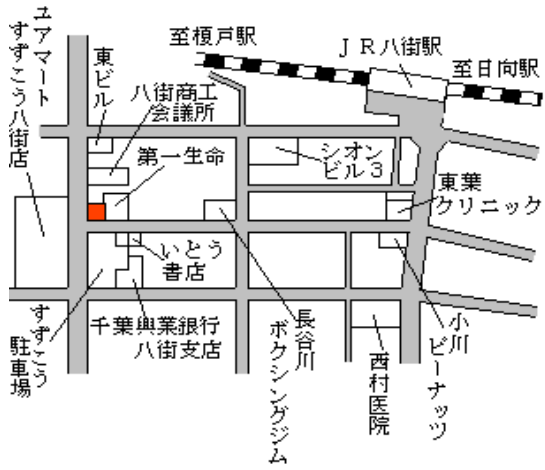 至榎戸駅
ＪＲ八街駅
至日向駅
ユアマート
すずこう八街店
東ビル
八街商工
会議所
第一生命
シオン
ビル３
東葉
クリニック
いとう
書店
千葉興業銀行
八街支店
すずこう
駐車場
長谷川
ボクシングジム
西村医院
小川
ピーナッツ